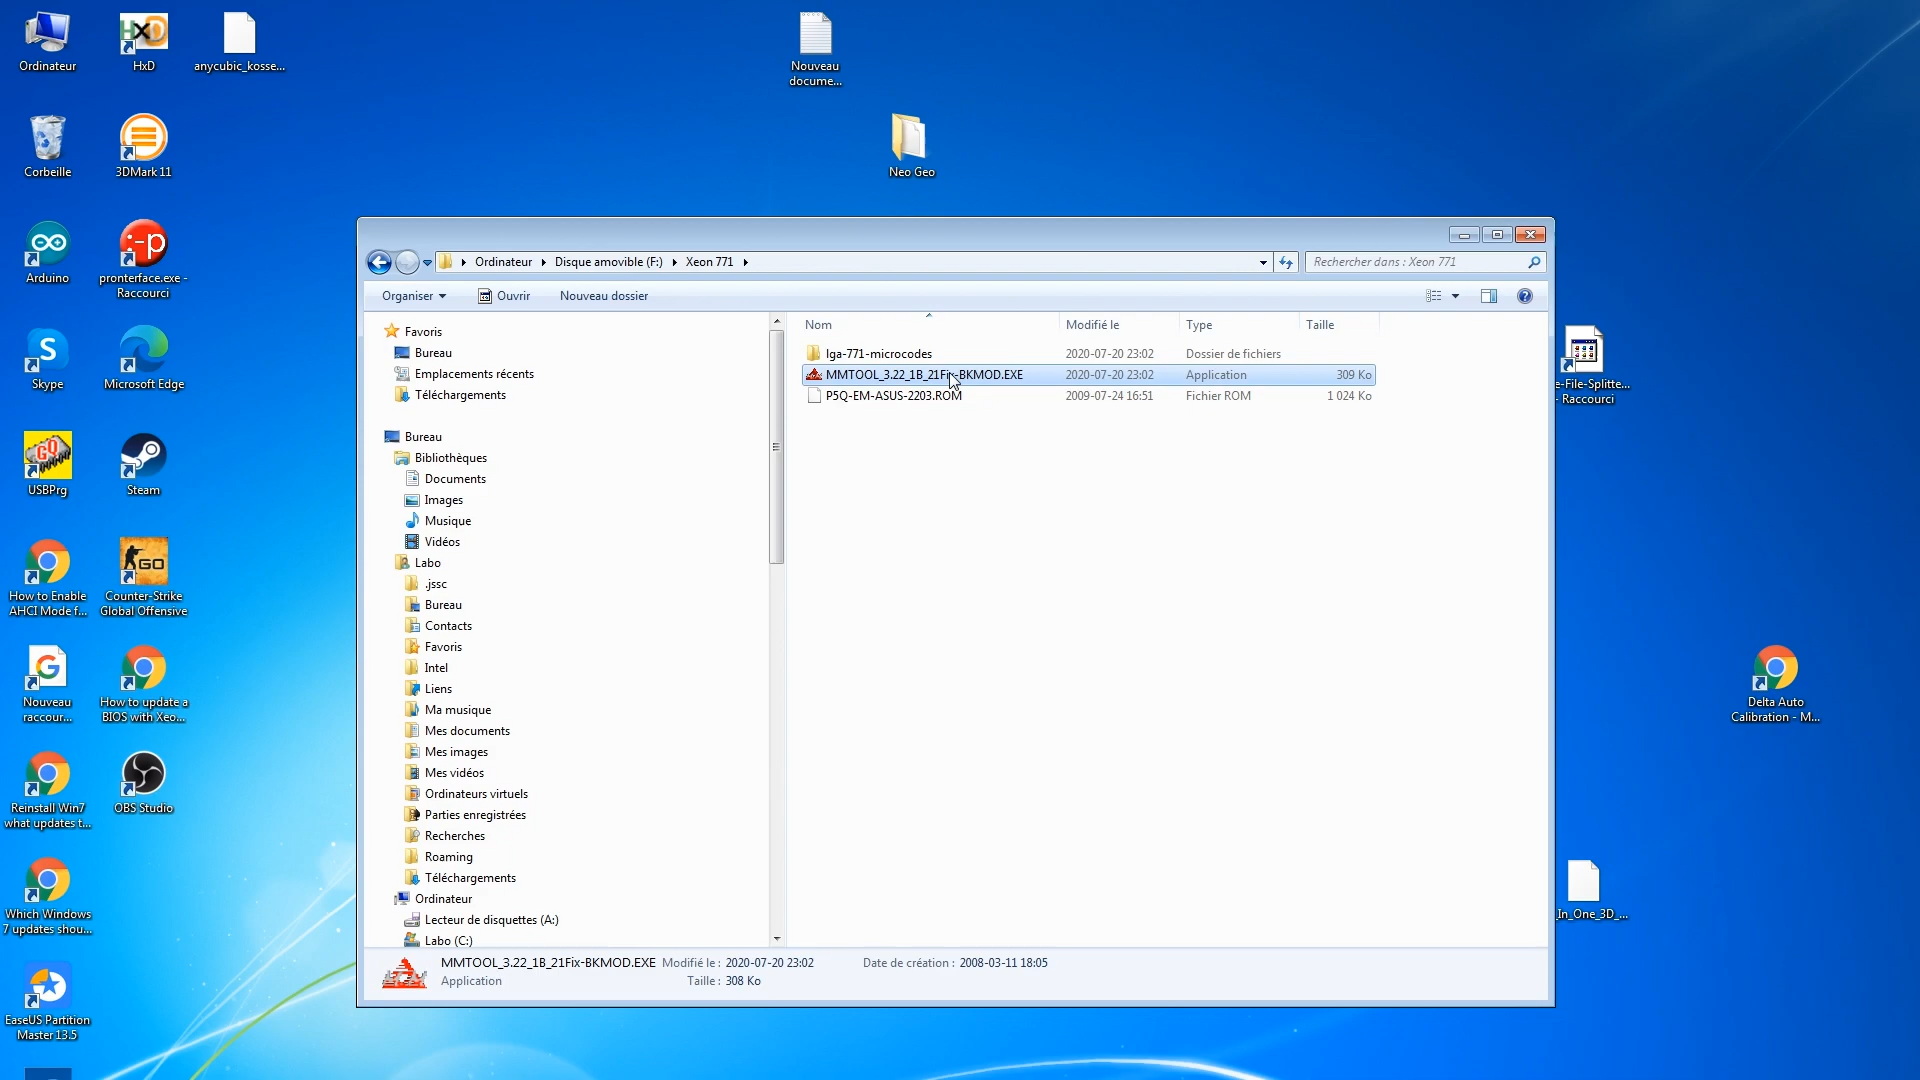 Ordinateur
HxD
anycubic_kosse...
Nouveau
docume...
Corbeille
3DMark 11
Neo Geo
Arduino
pronterface.exe -
Raccourci
Skype
Microsoft Edge
USBPrg
Steam
How to Enable
AHCI Mode f...
Counter-Strike
Global Offensive
Nouveau
raccour...
How to update a
BIOS with Xeo...
Reinstall Win7
what updates t...
OBS Studio
Which Windows
7 updates shou...
EaseUS Partition
Master 13.5
Ordinateur
Disque amovible (F:)
Xeon 771
Rechercher dans : Xeon 771
Organiser
Ouvrir
Nouveau dossier
Favoris
Bureau
Emplacements récents
Téléchargements
Bureau
Bibliothèques
Documents
Images
Musique
Vidéos
Labo
.jssc
Bureau
Contacts
Favoris
Intel
Liens
Ma musique
Mes documents
Mes images
Mes vidéos
Ordinateurs virtuels
Parties enregistrées
Recherches
Roaming
Téléchargements
Ordinateur
Lecteur de disquettes (A:)
Labo (C:)
Nom Modifié le Type Taille
lga-771-microcodes 2020-07-20 23:02 Dossier de fichiers
MMTOOL_3.22_1B_21Fix-BKMOD.EXE 2020-07-20 23:02 Application 309 Ko
P5Q-EM-ASUS-2203.ROM 2009-07-24 16:51 Fichier ROM 1 024 Ko
MMTOOL_3.22_1B_21Fix-BKMOD.EXE Modifié le : 2020-07-20 23:02 Date de création : 2008-03-11 18:05
Application Taille : 308 Ko
e-File-Splitte...
- Raccourci
Delta Auto
Calibration - M...
_In_One_3D_...